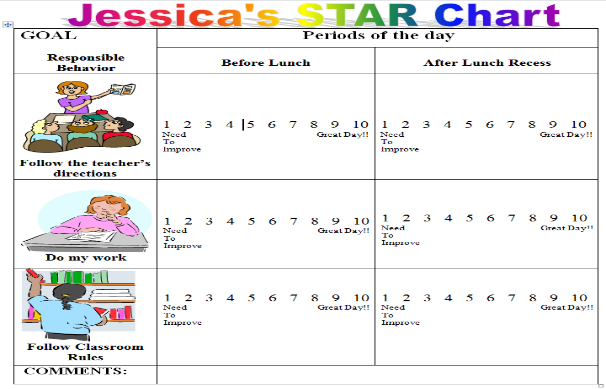 Jessica's STAR Chart
GOAL
Periods of the day
Responsible
Behavior
Before Lunch
After Lunch Recess
1 2 3 4 5 6 7 8 9 10
Need
To
Improve
Great Day!!
1 2 3 4 5 6 7 8 9 10
Need
To
Improve
Great Day!!
Follow the teacher's
directions
1 2 3 4 5 6 7 8 9 10
Need
To
Improve
Great Day!!
1 2 3 4 5 6 7 8 9 10
Need
To
Improve
Great Day!!
Do my work
1 2 3 4 5 6 7 8 9 10
Need
To
Improve
Great Day!!
1 2 3 4 5 6 7 8 9 10
Need
To
Improve
Great Day!!
Follow Classroom
Rules
COMMENTS: